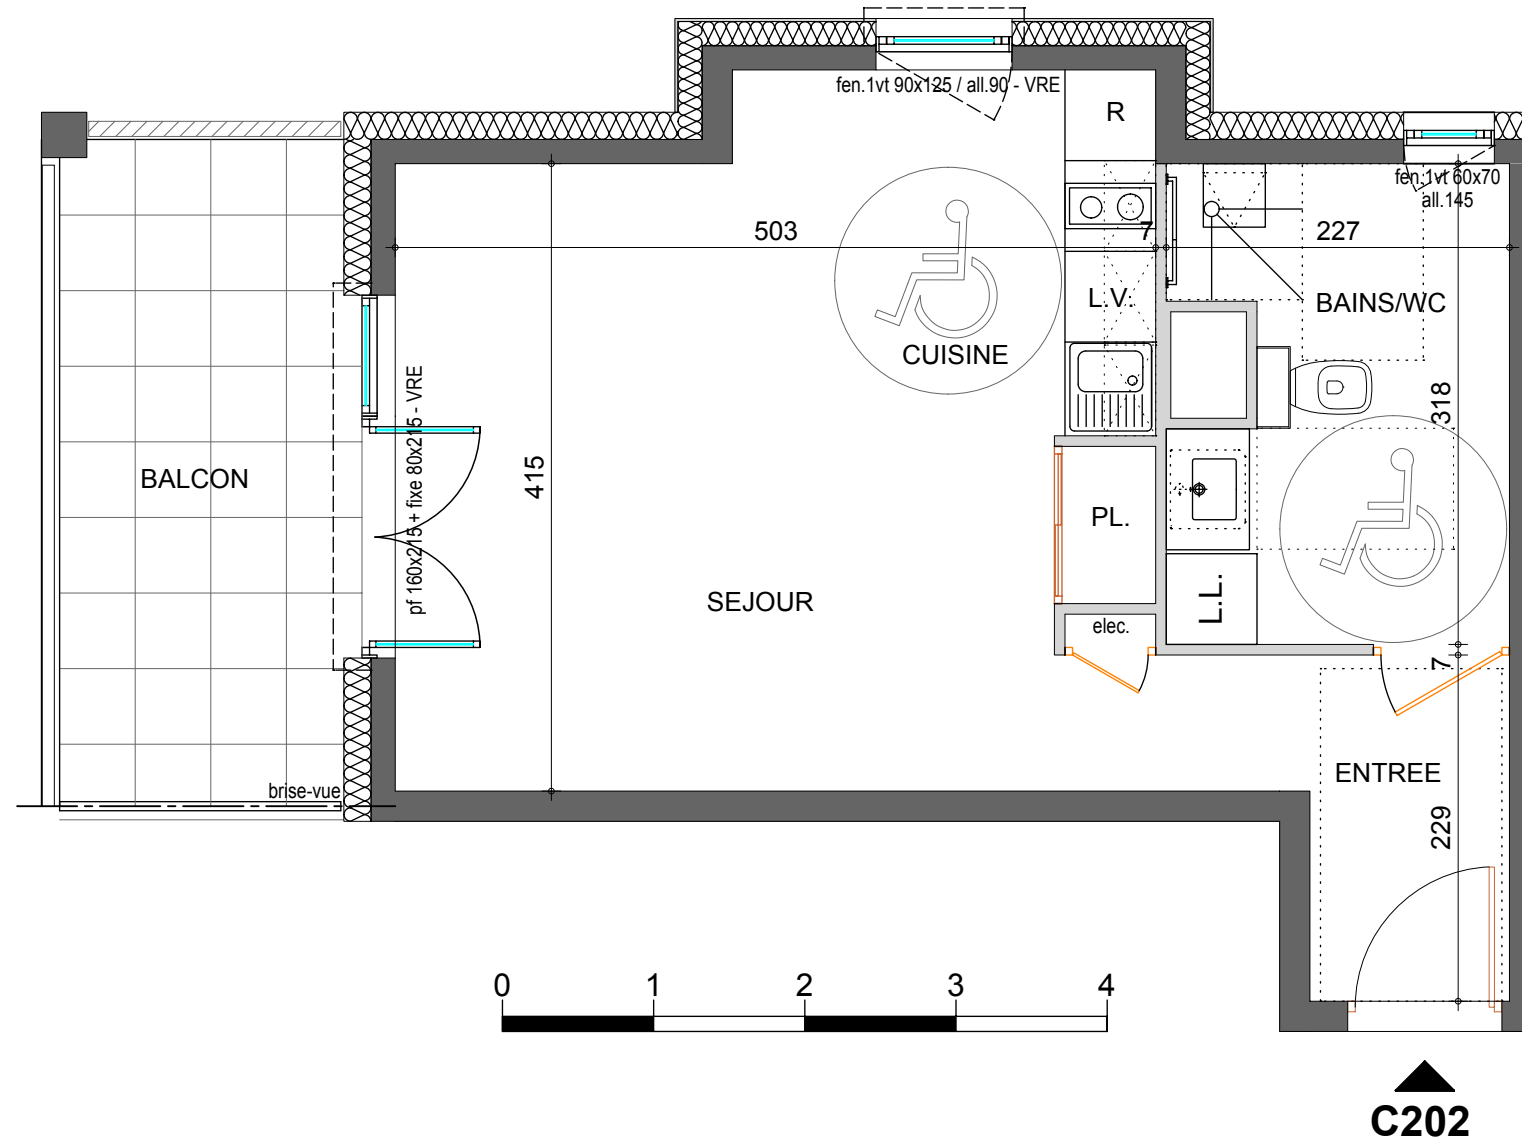 fen.1vt 90x125 / all.90 - VRE
R
fen.1vt 60x70
all.145
503
7
227
L.V.
BAINS/WC
CUISINE
318
pf 160x215 + fixe 80x215 - VRE
415
BALCON
PL.
SEJOUR
L.L.
elec.
7
ENTREE
brise-vue
229
0 1 2 3 4
C202